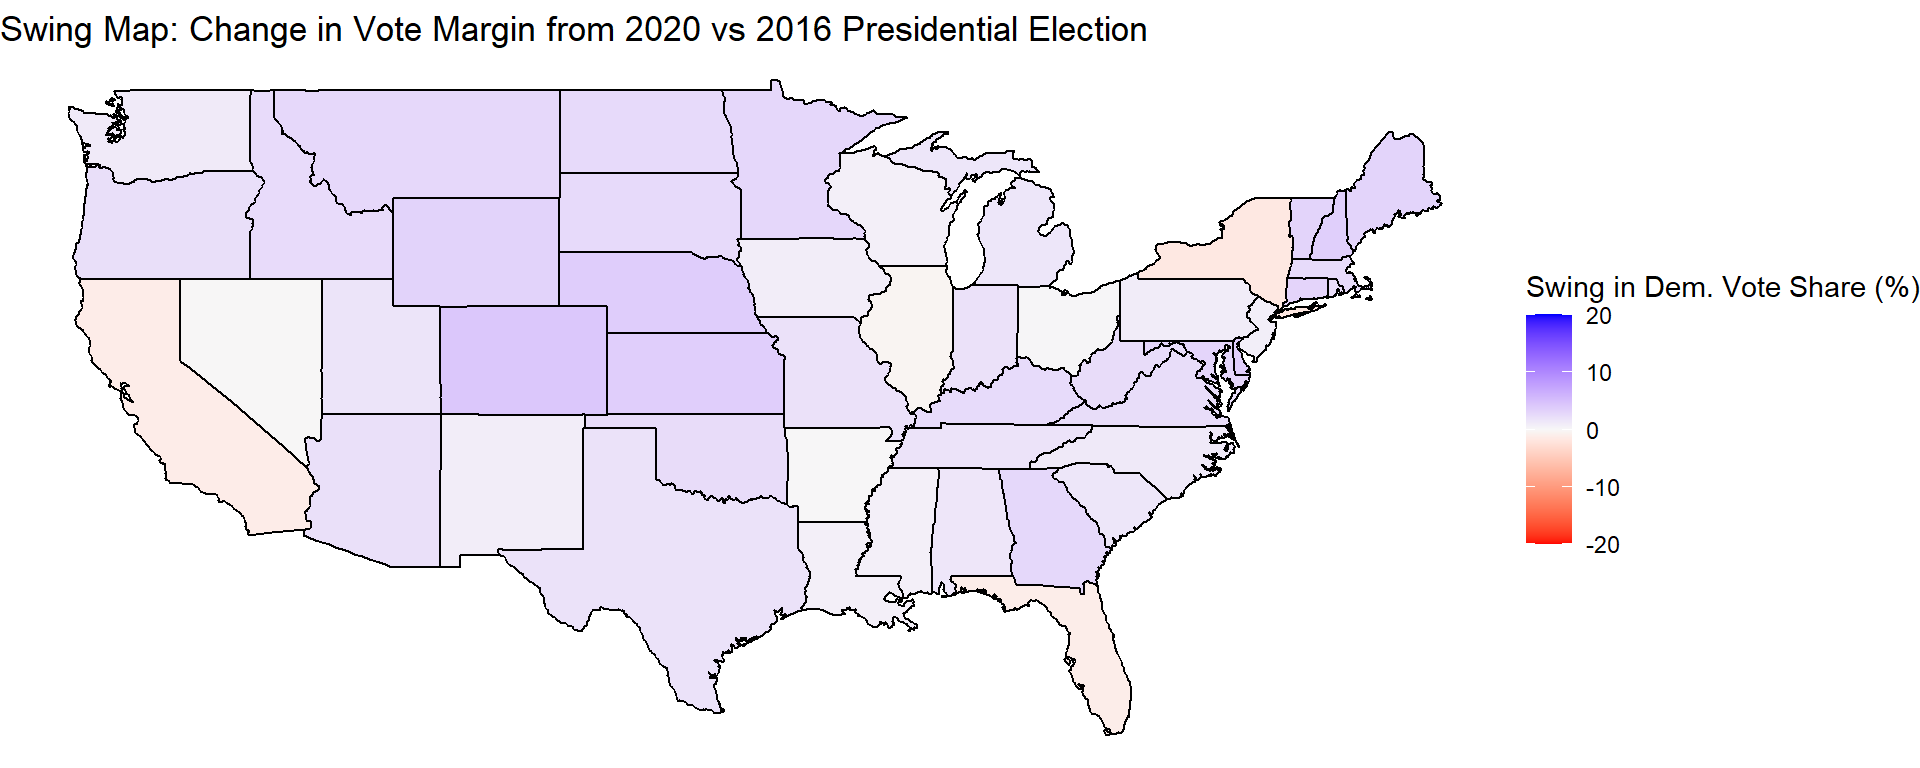 Swing Map: Change in Vote Margin from 2020 vs 2016 Presidential Election
Swing in Dem. Vote Share (%)
20
10
0
-10
-20